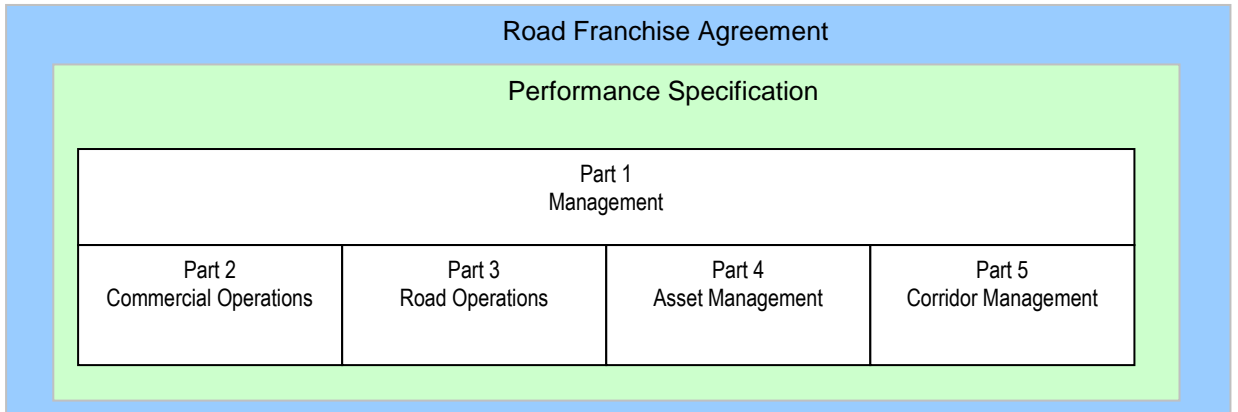 Road Franchise Agreement
Performance Specification
Part 1
Management
Part 2
Commercial Operations
Part 3
Road Operations
Part 4
Asset Management
Part 5
Corridor Management